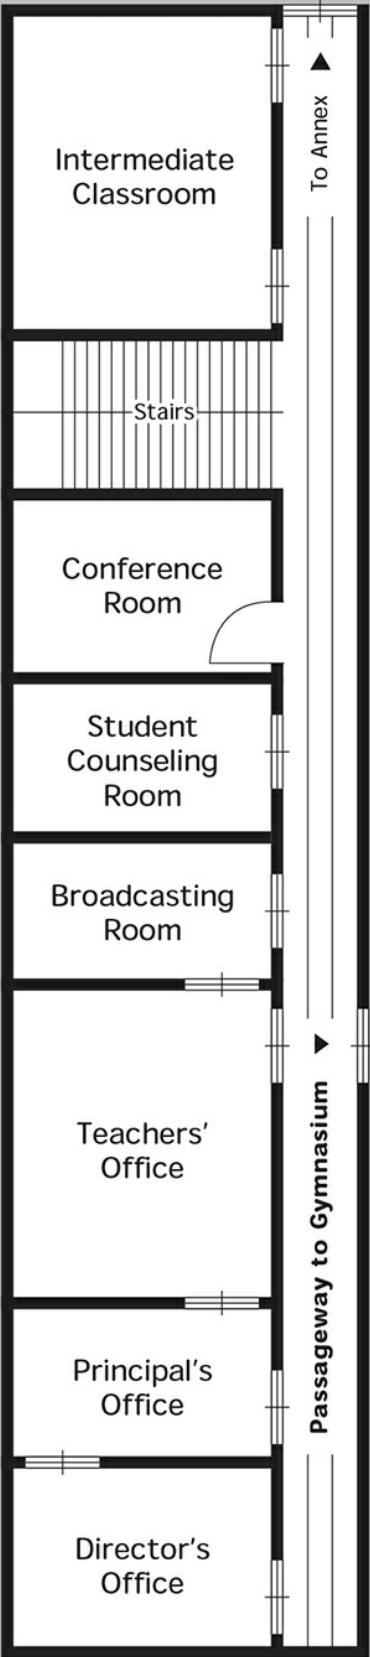 To Annex
Intermediate
Classroom
Stairs
Conference
Room
Student
Counseling
Room
Broadcasting
Room
Teachers'
Office
Passageway to Gymnasium
Principal's
Office
Director's
Office